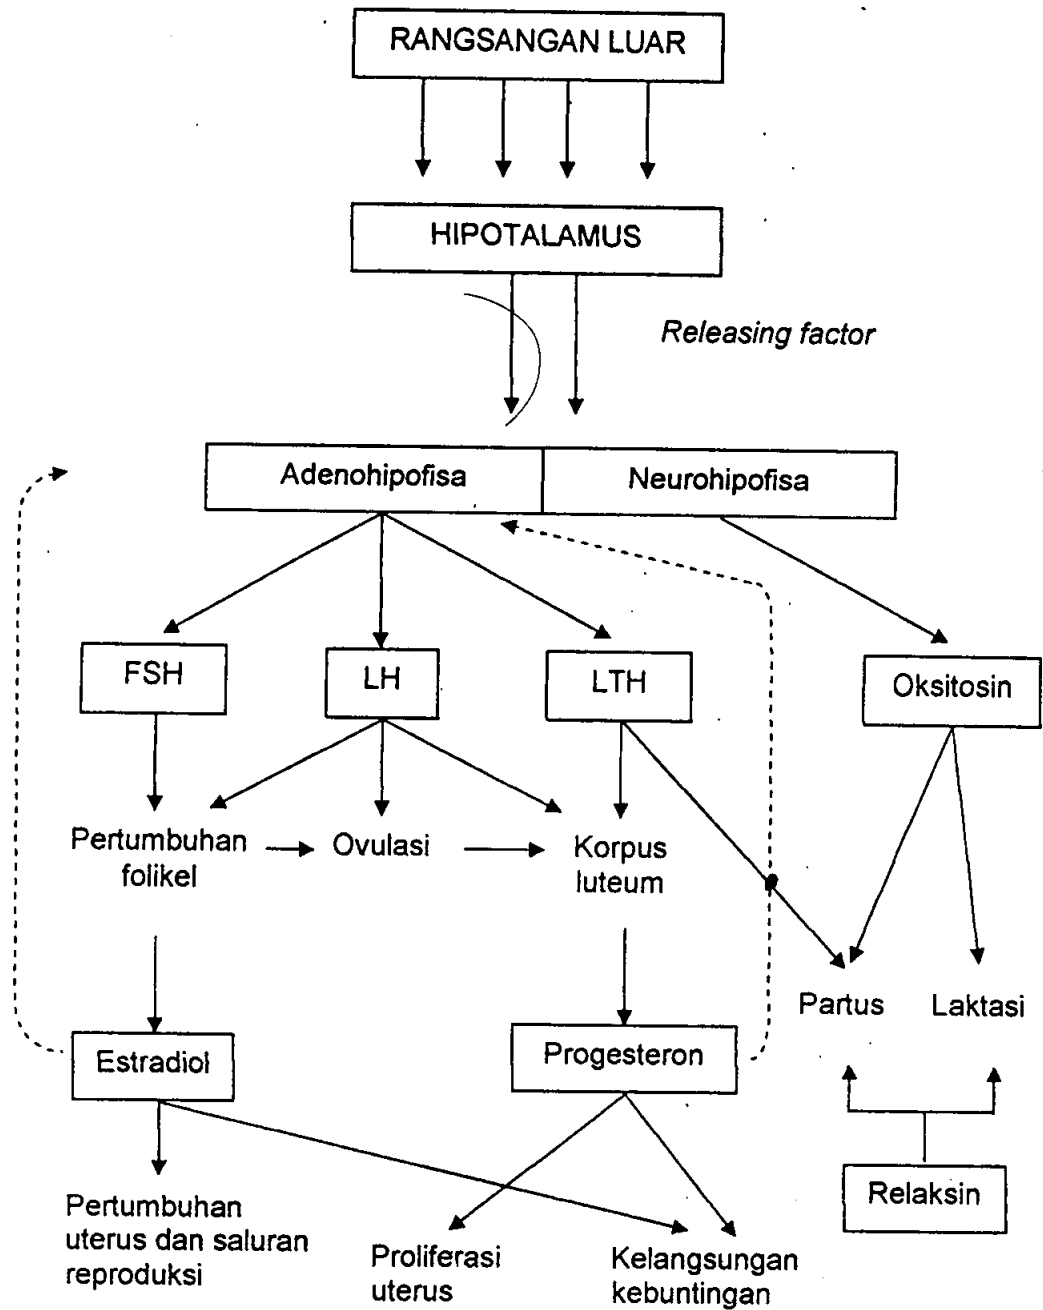 RANGSANGAN LUAR
HIPOTALAMUS
Releasing factor
Adenohipofisa
Neurohipofisa
FSH
LH
LTH
Oksitosin
Pertumbuhan
folikel
Ovulasi
Korpus
luteum
Partus
Laktasi
Estradiol
Progesteron
Relaksin
Pertumbuhan
uterus dan saluran
reproduksi
Proliferasi
uterus
Kelangsungan
kebuntingan